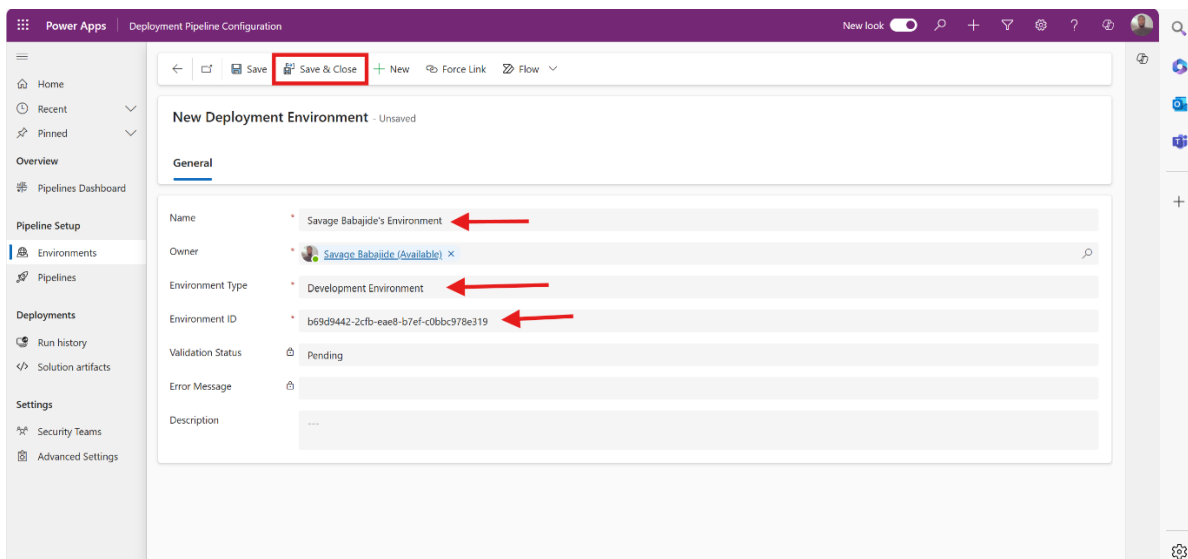 Power Apps Deployment Pipeline Configuration New look
Home
Recent
Pinned
Overview
Pipelines Dashboard
Pipeline Setup
Environments
Pipelines
Deployments
Run history
Solution artifacts
Settings
Security Teams
Advanced Settings
Save Save & Close New Force Link Flow
New Deployment Environment - Unsaved
General
Name * Savage Babajide's Environment
Owner * Savage Babajide (Available)
Environment Type * Development Environment
Environment ID * b69d9442-2cfb-eae8-b7ef-c0bbc978e319
Validation Status Pending
Error Message
Description ---